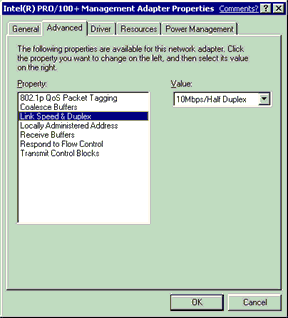 Intel(R) PRO/100+ Management Adapter Properties Comments? ? X
General Advanced Driver Resources Power Management
The following properties are available for this network adapter. Click
the property you want to change on the left, and then select its value
on the right.
Property: Value:
802.1p QoS Packet Tagging 10Mbps/Half Duplex
Coalesce Buffers
Link Speed & Duplex
Locally Administered Address
Receive Buffers
Respond to Flow Control
Transmit Control Blocks
OK Cancel